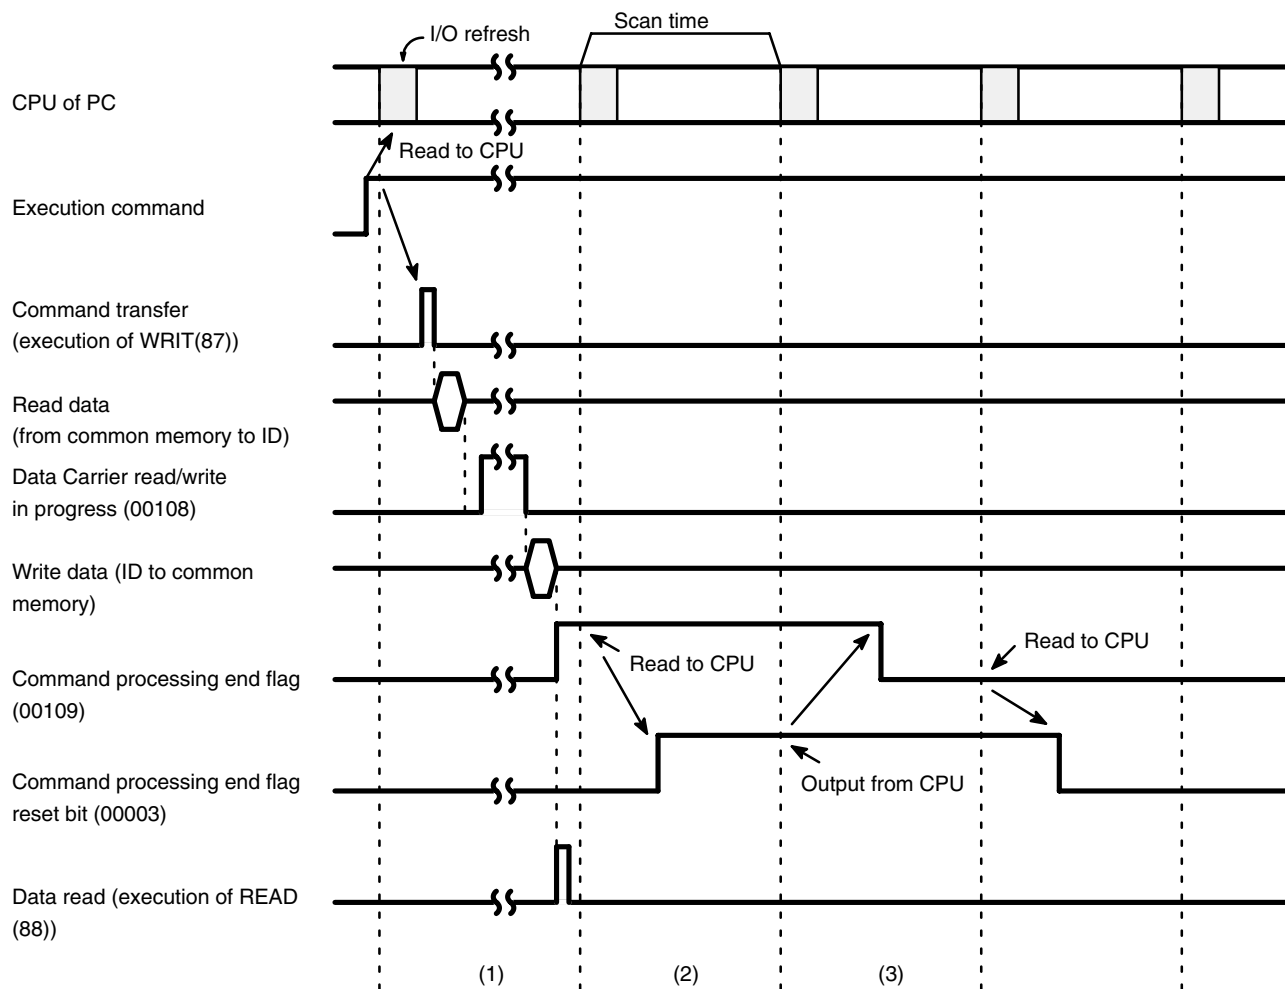 Scan time
I/O refresh
CPU of PC
Read to CPU
Execution command
Command transfer
(execution of WRIT(87))
Read data
(from common memory to ID)
Data Carrier read/write
in progress (00108)
Write data (ID to common
memory)
Read to CPU
Read to CPU
Command processing end flag
(00109)
Output from CPU
Command processing end flag
reset bit (00003)
Data read (execution of READ
(88))
(1)
(2)
(3)